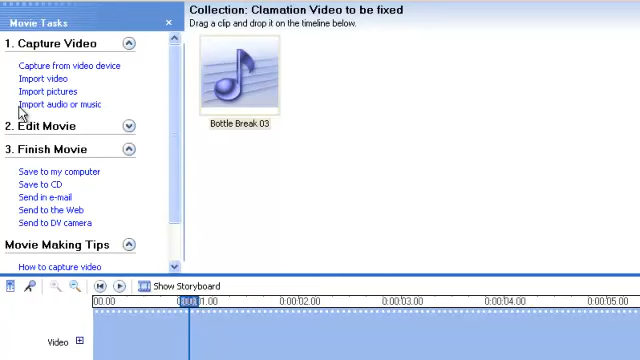 Movie Tasks
Collection: Clamation Video to be fixed
Drag a clip and drop it on the timeline below.
1. Capture Video
Capture from video device
Import video
Import pictures
Import audio or music
2. Edit Movie
3. Finish Movie
Save to my computer
Save to CD
Send in e-mail
Send to the Web
Send to DV camera
Movie Making Tips
How to capture video
Bottle Break 03
Show Storyboard
00.00
01.00
0:00:02.00
0:00:03.00
0:00:04.00
0:00:05.00
Video